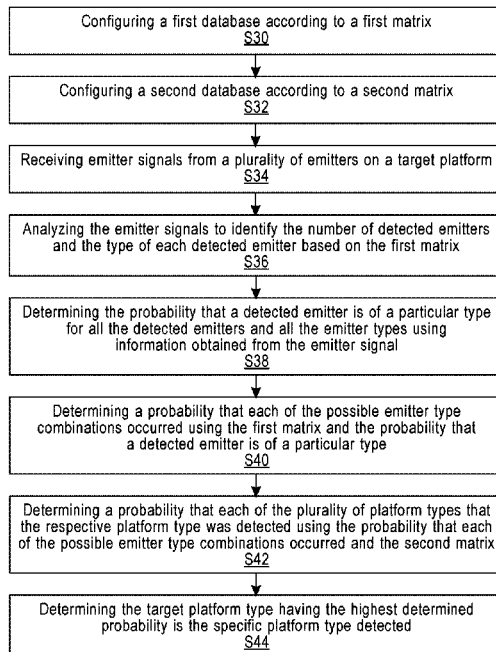 Configuring a first database according to a first matrix
S30
Configuring a second database according to a second matrix
S32
Receiving emitter signals from a plurality of emitters on a target platform
S34
Analyzing the emitter signals to identify the number of detected emitters
and the type of each detected emitter based on the first matrix
S36
Determining the probability that a detected emitter is of a particular type
for all the detected emitters and all the emitter types using
information obtained from the emitter signal
S38
Determining a probability that each of the possible emitter type
combinations occurred using the first matrix and the probability that
a detected emitter is of a particular type
S40
Determining a probability that each of the plurality of platform types that
the respective platform type was detected using the probability that each
of the possible emitter type combinations occurred and the second matrix
S42
Determining the target platform type having the highest determined
probability is the specific platform type detected
S44